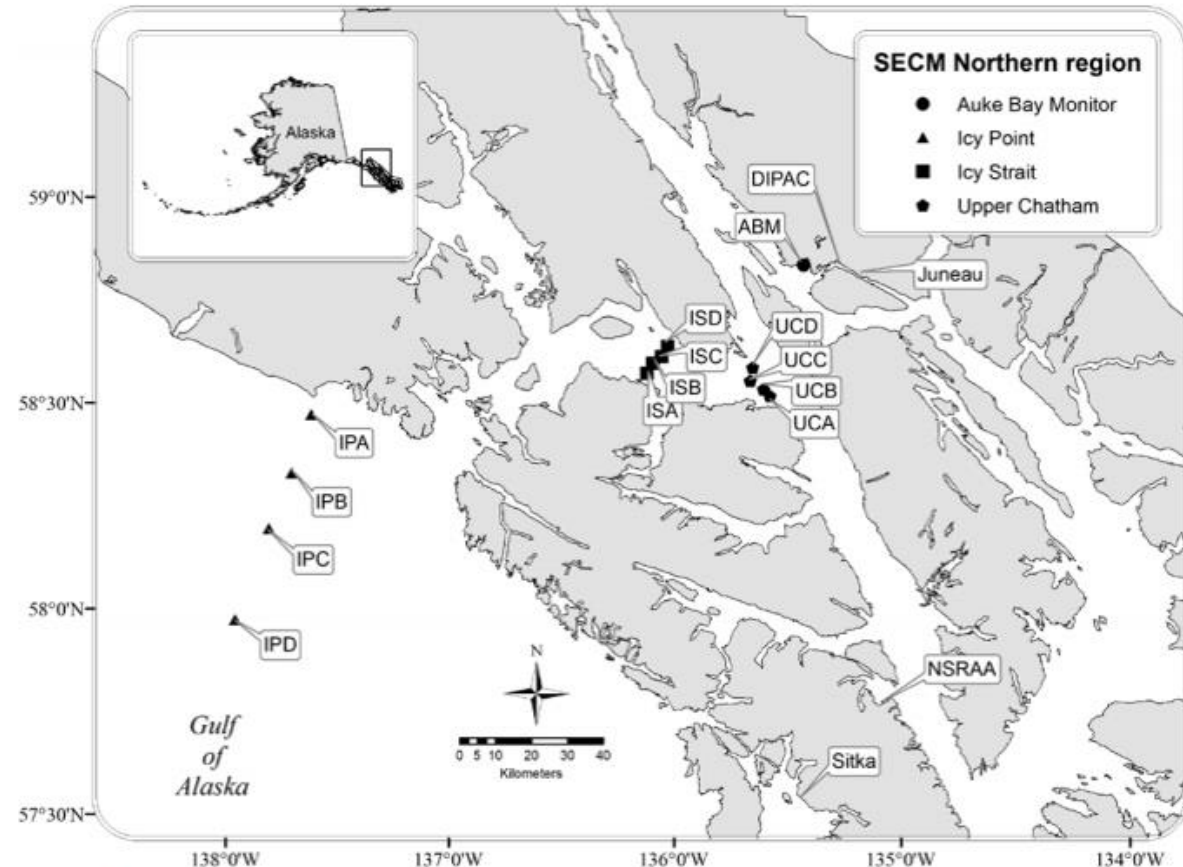 Alaska
SECM Northern region
Auke Bay Monitor
Icy Point
Icy Strait
Upper Chatham
59°0'N
58°30'N
58°0'N
57°30'N
DIPAC
ABM
Juneau
ISD
ISC
ISB
ISA
UCD
UCC
UCB
UCA
IPA
IPB
IPC
IPD
NSRAA
Sitka
N
0 5 10 20 30 40
Kilometers
Gulf
of
Alaska
138°0'W 137°0'W 136°0'W 135°0'W 134°0'W